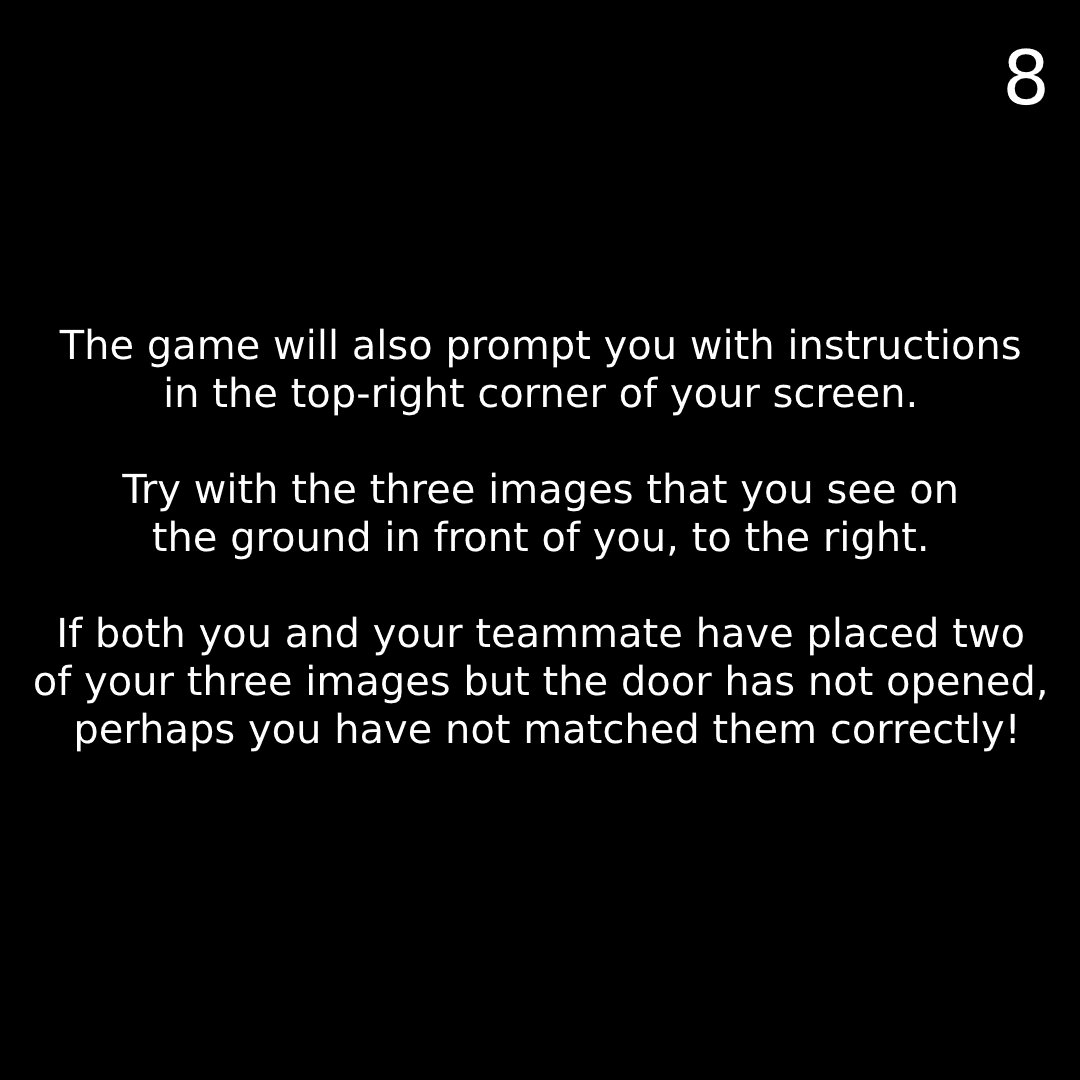 8
The game will also prompt you with instructions
in the top-right corner of your screen.
Try with the three images that you see on
the ground in front of you, to the right.
If both you and your teammate have placed two
of your three images but the door has not opened,
perhaps you have not matched them correctly!